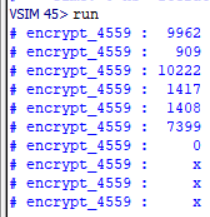 VSIM 45> run
# encrypt_4559 : 9962
# encrypt_4559 : 909
# encrypt_4559 : 10222
# encrypt_4559 : 1417
# encrypt_4559 : 1408
# encrypt_4559 : 7399
# encrypt_4559 : 0
# encrypt_4559 : x
# encrypt_4559 : x
# encrypt_4559 : x